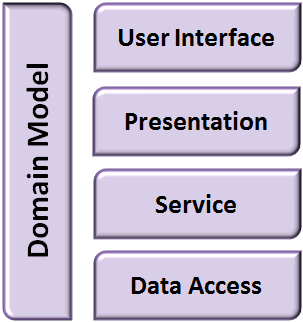 Domain Model
User Interface
Presentation
Service
Data Access